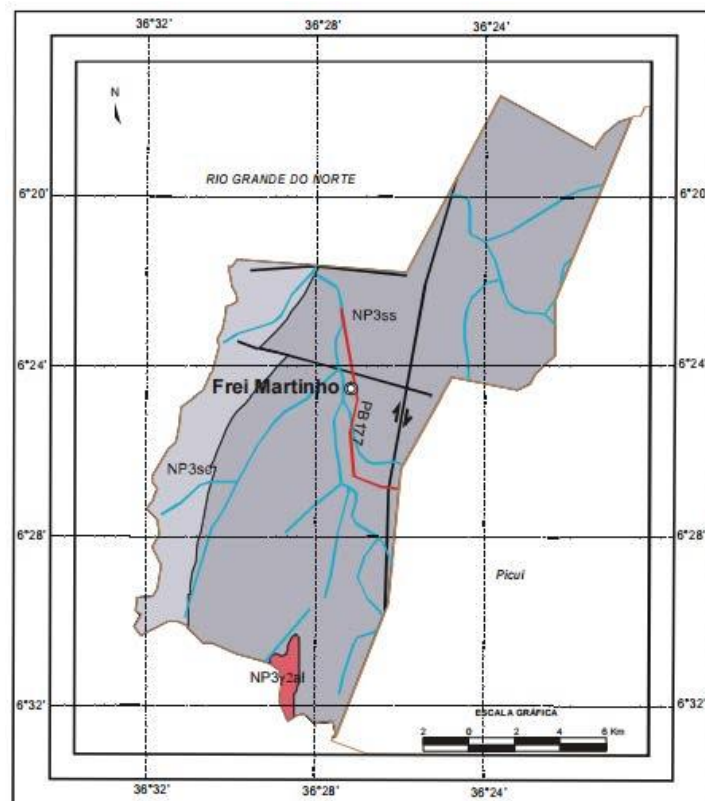 36°32' 36°28' 36°24'
N
RIO GRANDE DO NORTE
6°20' 6°20'
NP3ss
6°24' 6°24'
Frei Martinho
PB 177
NP3se
6°28' 6°28'
Picuí
NP3γ2al
6°32' 6°32'
ESCALA GRÁFICA
2 0 2 4 6 Km
36°32' 36°28' 36°24'